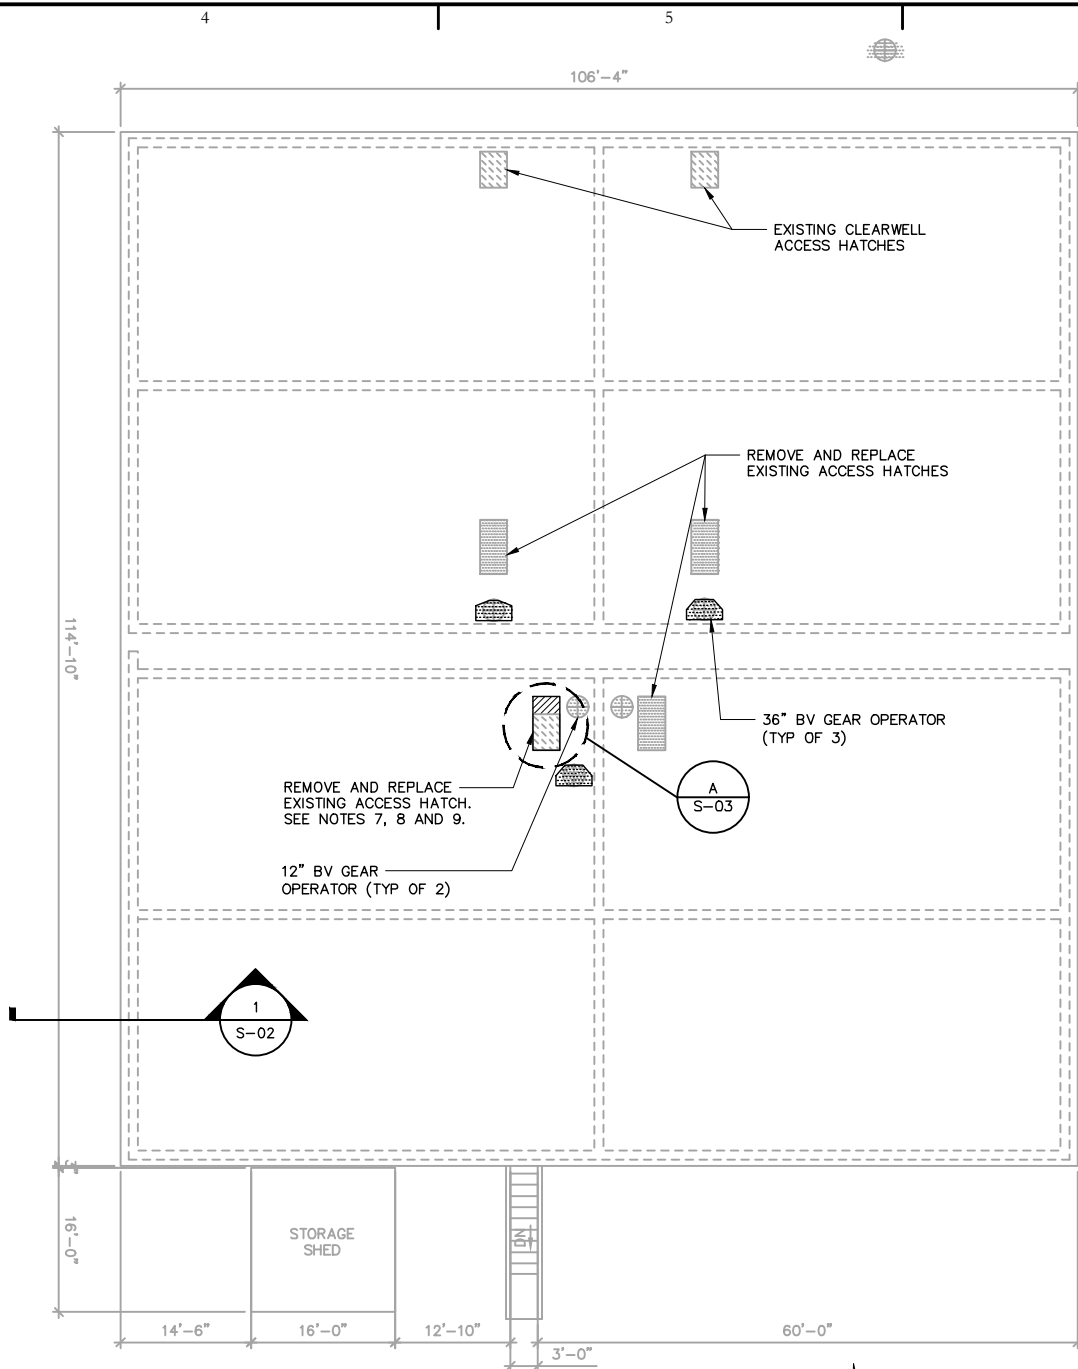 4
5
106'-4"
EXISTING CLEARWELL
ACCESS HATCHES
REMOVE AND REPLACE
EXISTING ACCESS HATCHES
114'-10"
36" BV GEAR OPERATOR
(TYP OF 3)
REMOVE AND REPLACE
EXISTING ACCESS HATCH.
SEE NOTES 7, 8 AND 9.
A
S-03
12" BV GEAR
OPERATOR (TYP OF 2)
1
S-02
3"
16'-0"
STORAGE
SHED
DN
14'-6"
16'-0"
12'-10"
60'-0"
3'-0"